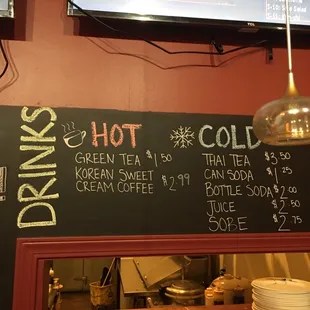 DRINKS
HOT
GREEN TEA $1.50
KOREAN SWEET
CREAM COFFEE $2.99
COLD
THAI TEA $3.50
CAN SODA $1.25
BOTTLE SODA $2.00
JUICE $2.50
SOBE $2.75